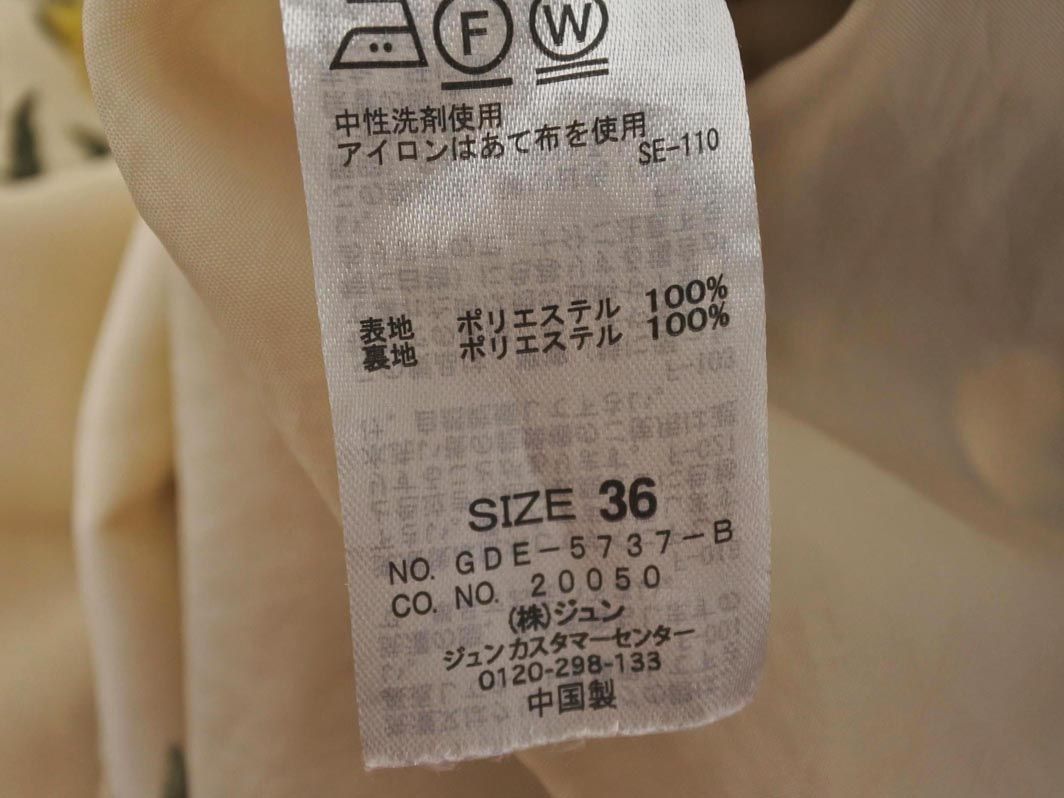 F W
中性洗剤使用
アイロンはあて布を使用
SE-110
表地 ポリエステル 100%
裏地 ポリエステル 100%
SIZE 36
NO. GDE-5737-B
CO. NO. 20050
(株)ジュン
ジュンカスタマーセンター
0120-298-133
中国製